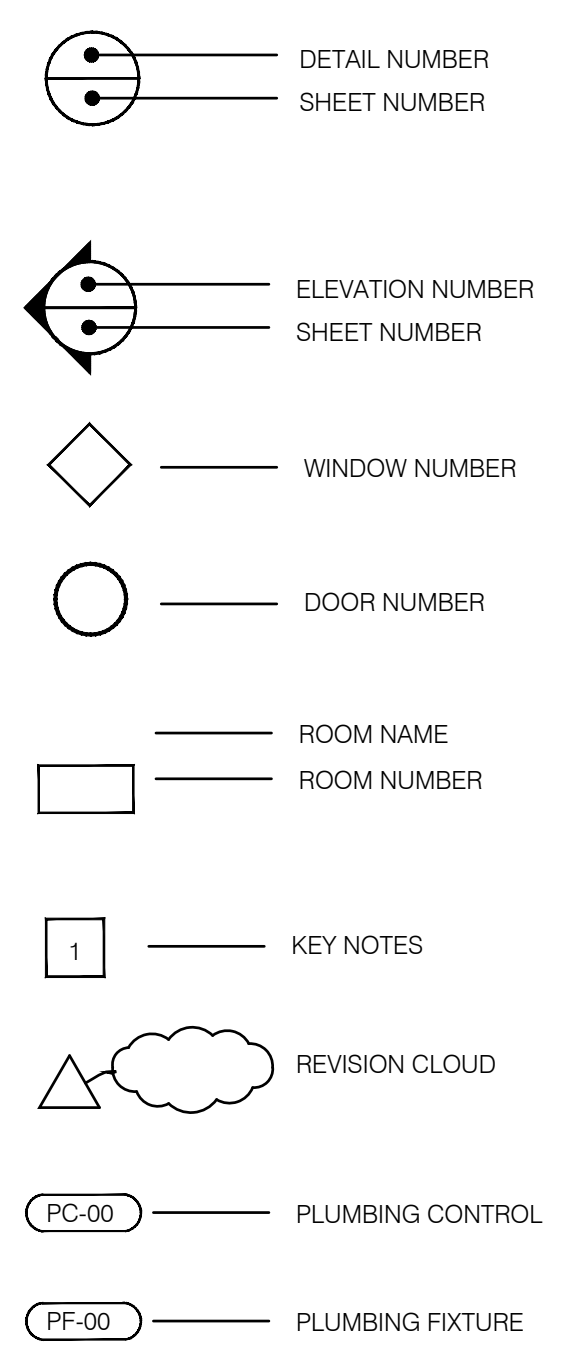 DETAIL NUMBER
SHEET NUMBER
ELEVATION NUMBER
SHEET NUMBER
WINDOW NUMBER
DOOR NUMBER
ROOM NAME
ROOM NUMBER
1 KEY NOTES
REVISION CLOUD
PC-00 PLUMBING CONTROL
PF-00 PLUMBING FIXTURE